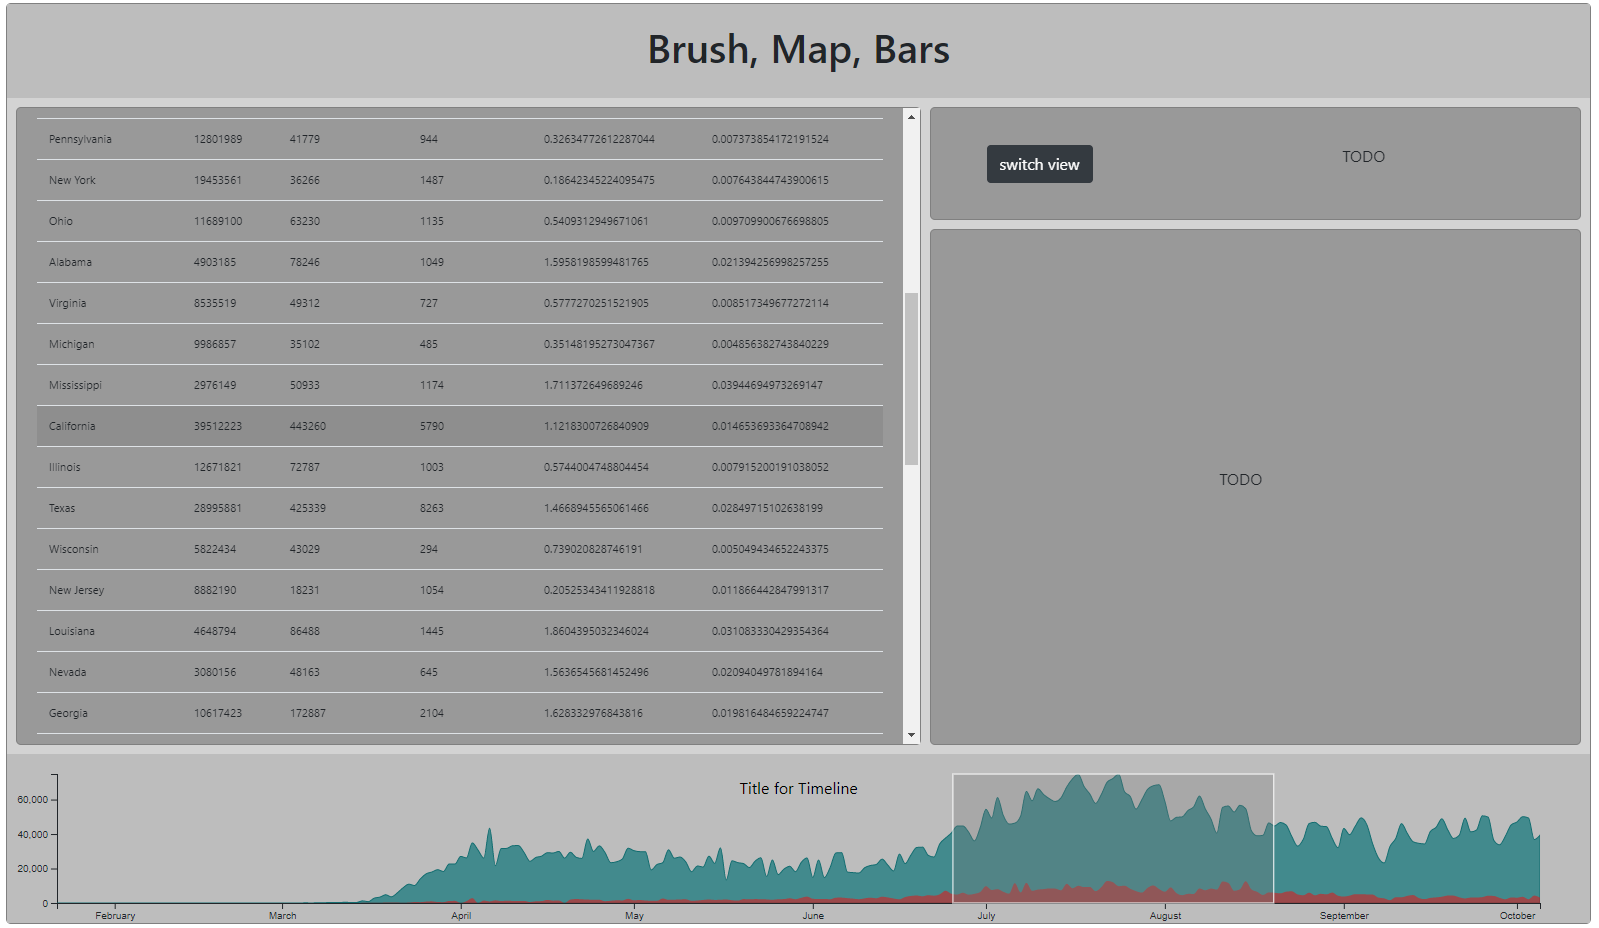 Brush, Map, Bars
Pennsylvania 12801989 41779 944 0.32634772612287044 0.007373854172191524
New York 19453561 36266 1487 0.18642345224095475 0.007643844743900615
Ohio 11689100 63230 1135 0.5409312949671061 0.009709900676698805
Alabama 4903185 78246 1049 1.5958198599481765 0.021394256998257255
Virginia 8535519 49312 727 0.5777270251521905 0.008517349677272114
Michigan 9986857 35102 485 0.35148195273047367 0.004856382743840229
Mississippi 2976149 50933 1174 1.711372649689246 0.03944694973269147
California 39512223 443260 5790 1.1218300726840909 0.014653693364708942
Illinois 12671821 72787 1003 0.5744004748804454 0.007915200191038052
Texas 28995881 425339 8263 1.4668945565061466 0.02849715102638199
Wisconsin 5822434 43029 294 0.739020828746191 0.005049434652243375
New Jersey 8882190 18231 1054 0.20525343411928818 0.011866442847991317
Louisiana 4648794 86488 1445 1.8604395032346024 0.031083330429354364
Nevada 3080156 48163 645 1.5636545681452496 0.02094049781894164
Georgia 10617423 172887 2104 1.628332976843816 0.019816484659224747
switch view
TODO
TODO
Title for Timeline
60,000
40,000
20,000
0
February March April May June July August September October